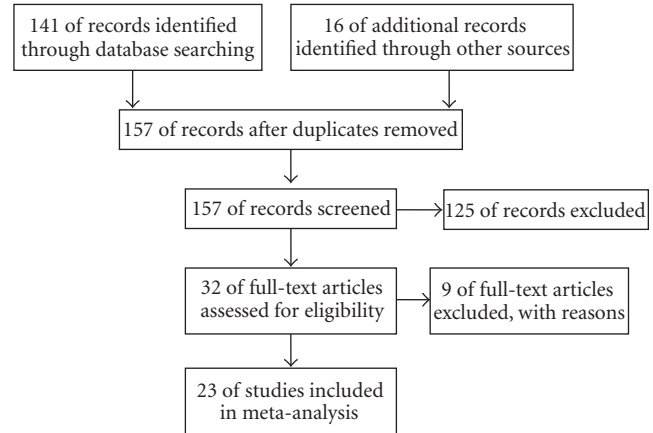 141 of records identified
through database searching
16 of additional records
identified through other sources
157 of records after duplicates removed
157 of records screened
125 of records excluded
32 of full-text articles
assessed for eligibility
9 of full-text articles
excluded, with reasons
23 of studies included
in meta-analysis